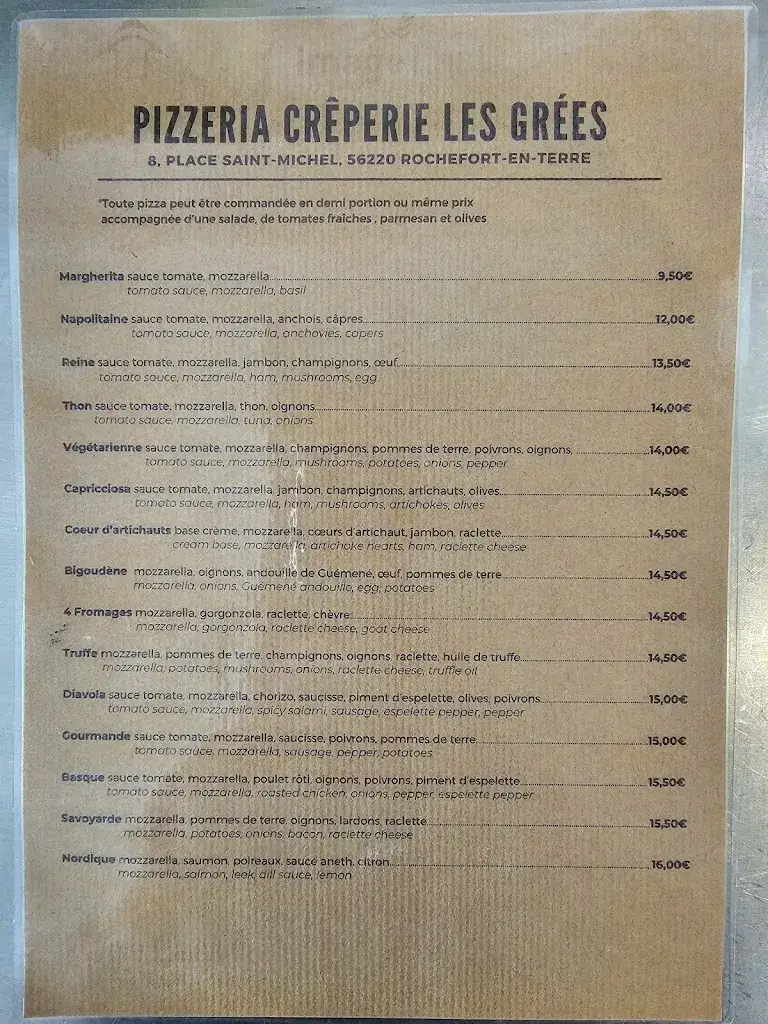 PIZZERIA CRÊPERIE LES GRÉES
8, PLACE SAINT-MICHEL, 56220 ROCHEFORT-EN-TERRE
*Toute pizza peut être commandée en demi portion ou même prix
accompagnée d'une salade, de tomates fraîches , parmesan et olives
Margherita sauce tomate, mozzarella 9,50€
tomato sauce, mozzarella, basil
Napolitaine sauce tomate, mozzarella, anchois, câpres 12,00€
tomato sauce, mozzarella, anchovies, capers
Reine sauce tomate, mozzarella, jambon, champignons, œuf 13,50€
tomato sauce, mozzarella, ham, mushrooms, egg
Thon sauce tomate, mozzarella, thon, oignons 14,00€
tomato sauce, mozzarella, tuna, onions
Végétarienne sauce tomate, mozzarella, champignons, pommes de terre, poivrons, oignons, 14,00€
tomato sauce, mozzarella, mushrooms, potatoes, onions, pepper
Capricciosa sauce tomate, mozzarella, jambon, champignons, artichauts, olives 14,50€
tomato sauce, mozzarella, ham, mushrooms, artichokes, olives
Coeur d'artichauts base crème, mozzarella, cœurs d'artichaut, jambon, raclette 14,50€
cream base, mozzarella, artichoke hearts, ham, raclette cheese
Bigoudène mozzarella, oignons, andouille de Guémené, œuf, pommes de terre 14,50€
mozzarella, onions, Guémené andouille, egg, potatoes
4 Fromages mozzarella, gorgonzola, raclette, chèvre 14,50€
mozzarella, gorgonzola, raclette cheese, goat cheese
Truffe mozzarella, pommes de terre, champignons, oignons, raclette, huile de truffe 14,50€
mozzarella, potatoes, mushrooms, onions, raclette cheese, truffle oil
Diavola sauce tomate, mozzarella, chorizo, saucisse, piment d'espelette, olives, poivrons 15,00€
tomato sauce, mozzarella, spicy salami, sausage, espelette pepper, pepper
Gourmande sauce tomate, mozzarella, saucisse, poivrons, pommes de terre 15,00€
tomato sauce, mozzarella, sausage, pepper, potatoes
Basque sauce tomate, mozzarella, poulet rôti, oignons, poivrons, piment d'espelette 15,50€
tomato sauce, mozzarella, roasted chicken, onions, pepper, espelette pepper
Savoyarde mozzarella, pommes de terre, oignons, lardons, raclette 15,50€
mozzarella, potatoes, onions, bacon, raclette cheese
Nordique mozzarella, saumon, poireaux, sauce aneth, citron 16,00€
mozzarella, salmon, leek, dill sauce, lemon